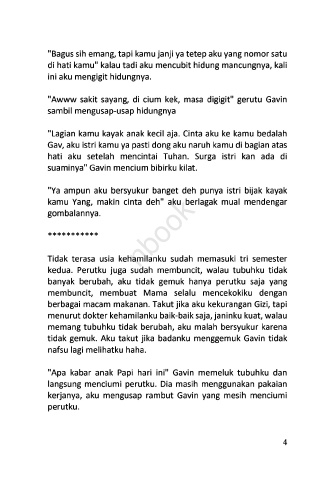 "Bagus sih emang, tapi kamu janji ya tetep aku yang nomor satu
di hati kamu" kalau tadi aku mencubit hidung mancungnya, kali
ini aku mengigit hidungnya.
"Awww sakit sayang, di cium kek, masa digigit" gerutu Gavin
sambil mengusap-usap hidungnya
"Lagian kamu kayak anak kecil aja. Cinta aku ke kamu bedalah
Gav, aku istri kamu ya pasti dong aku naruh kamu di bagian atas
hati aku setelah mencintai Tuhan. Surga istri kan ada di
suaminya" Gavin mencium bibirku kilat.
"Ya ampun aku bersyukur banget deh punya istri bijak kayak
kamu Yang, makin cinta deh" aku berlagak mual mendengar
gombalannya.
***********
Tidak terasa usia kehamilanku sudah memasuki tri semester
kedua. Perutku juga sudah membuncit, walau tubuhku tidak
banyak berubah, aku tidak gemuk hanya perutku saja yang
membuncit, membuat Mama selalu mencekokiku dengan
berbagai macam makanan. Takut jika aku kekurangan Gizi, tapi
menurut dokter kehamilanku baik-baik saja, janinku kuat, walau
memang tubuhku tidak berubah, aku malah bersyukur karena
tidak gemuk. Aku takut jika badanku menggemuk Gavin tidak
nafsu lagi melihatku haha.
"Apa kabar anak Papi hari ini" Gavin memeluk tubuhku dan
langsung menciumi perutku. Dia masih menggunakan pakaian
kerjanya, aku mengusap rambut Gavin yang mesih menciumi
perutku.
4